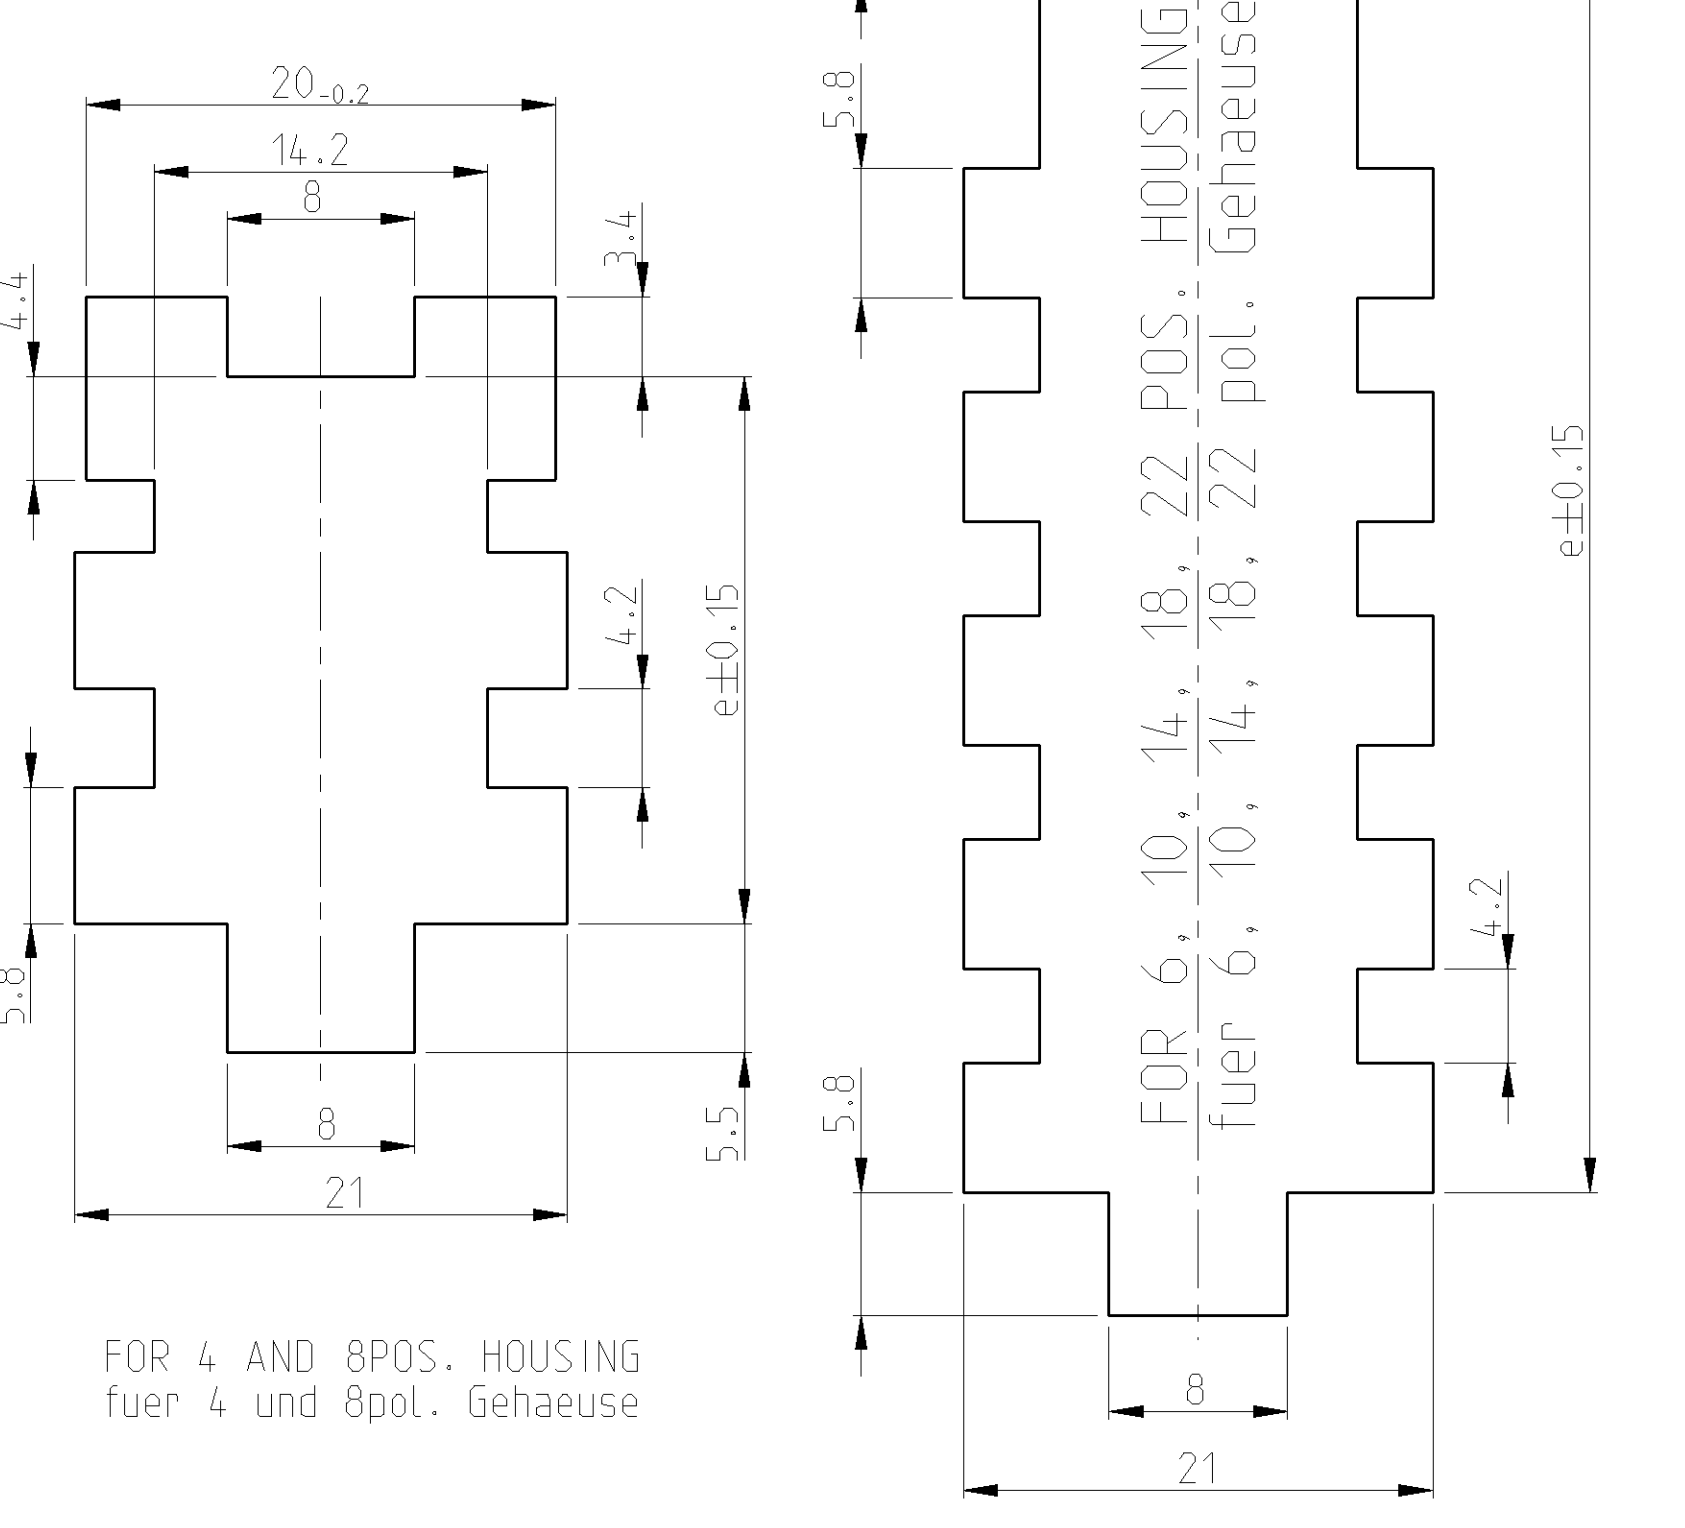 20 -0.2
14.2
8
3.4
4.4
4.2
e±0.15
5.8
8
5.5
21
FOR 4 AND 8POS. HOUSING
fuer 4 und 8pol. Gehaeuse
5.8
FOR 6, 10, 14, 18, 22 POS. HOUSING
fuer 6, 10, 14, 18, 22 pol. Gehaeuse
e±0.15
4.2
5.8
8
21